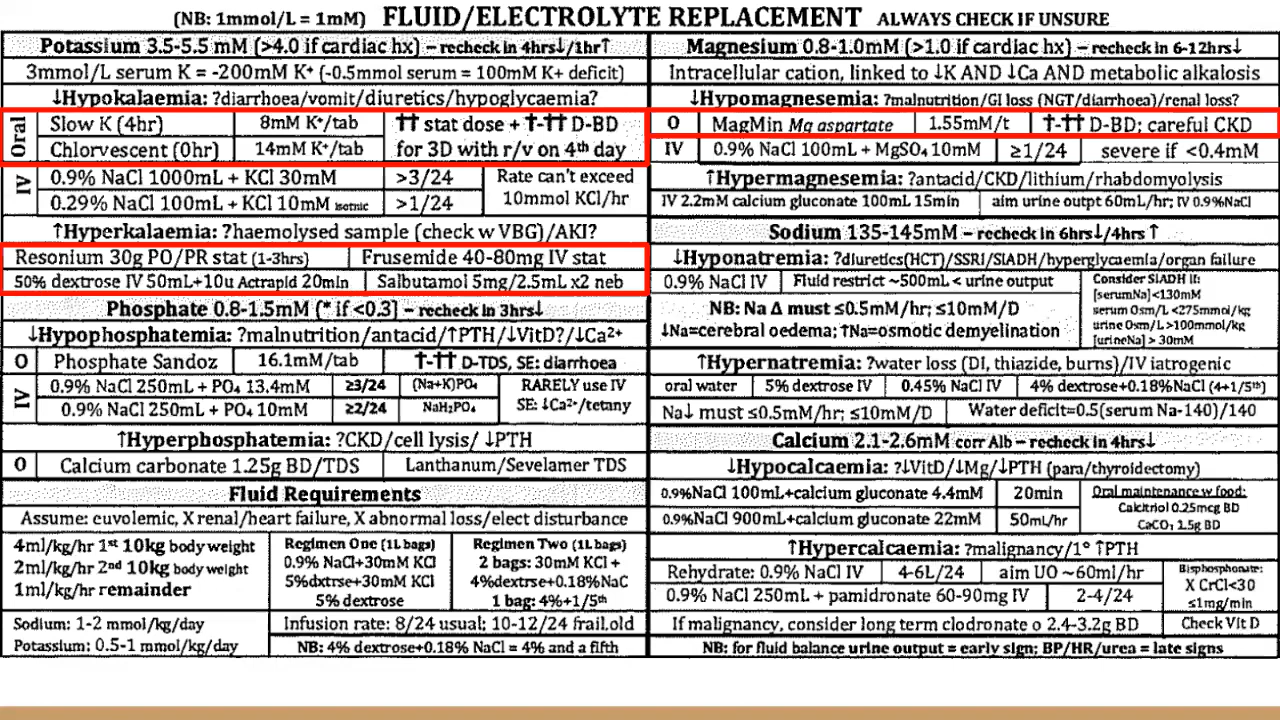 (NB: 1mmol/L = 1mM) FLUID/ELECTROLYTE REPLACEMENT ALWAYS CHECK IF UNSURE
Potassium 3.5-5.5 mM (>4.0 if cardiac hx) – recheck in 4hrs↓/1hr↑
3mmol/L serum K = -200mM K⁺ (-0.5mmol serum = 100mM K+ deficit)
↓Hypokalaemia: ?diarrhoea/vomit/diuretics/hypoglycaemia?
Oral
Slow K (4hr) 8mM K⁺/tab ⇈ stat dose + ↑-⇈ D-BD
Chlorvescent (0hr) 14mM K⁺/tab for 3D with r/v on 4th day
IV
0.9% NaCl 1000mL + KCl 30mM >3/24 Rate can't exceed
0.29% NaCl 100mL + KCl 10mM isotnic >1/24 10mmol KCl/hr
↑Hyperkalaemia: ?haemolysed sample (check w VBG)/AKI?
Resonium 30g PO/PR stat (1-3hrs) Frusemide 40-80mg IV stat
50% dextrose IV 50mL+10u Actrapid 20min Salbutamol 5mg/2.5mL x2 neb
Phosphate 0.8-1.5mM (* if <0.3) – recheck in 3hrs↓
↓Hypophosphatemia: ?malnutrition/antacid/↑PTH/↓VitD?/↓Ca²⁺
O Phosphate Sandoz 16.1mM/tab ↑-⇈ D-TDS, SE: diarrhoea
IV
0.9% NaCl 250mL + PO₄ 13.4mM ≥3/24 (Na+K)PO₄ RARELY use IV
0.9% NaCl 250mL + PO₄ 10mM ≥2/24 NaH₂PO₄ SE: ↓Ca²⁺/tetany
↑Hyperphosphatemia: ?CKD/cell lysis/ ↓PTH
O Calcium carbonate 1.25g BD/TDS Lanthanum/Sevelamer TDS
Fluid Requirements
Assume: euvolemic, X renal/heart failure, X abnormal loss/elect disturbance
4ml/kg/hr 1st 10kg bodyweight
2ml/kg/hr 2nd 10kg body weight
1ml/kg/hr remainder
Regimen One (1L bags)
0.9% NaCl+30mM KCl
5%dxtrse+30mM KCl
5% dextrose
Regimen Two (1L bags)
2 bags: 30mM KCl +
4%dextrse+0.18%NaC
1 bag: 4%+1/5th
Sodium: 1-2 mmol/kg/day
Potassium: 0.5-1 mmol/kg/day
Infusion rate: 8/24 usual; 10-12/24 frail,old
NB: 4% dextrose+0.18% NaCl = 4% and a fifth
Magnesium 0.8-1.0mM (>1.0 if cardiac hx) – recheck in 6-12hrs↓
Intracellular cation, linked to ↓K AND ↓Ca AND metabolic alkalosis
↓Hypomagnesemia: ?malnutrition/GI loss (NGT/diarrhoea)/renal loss?
O MagMin Mg aspartate 1.55mM/t ↑-⇈ D-BD; careful CKD
IV 0.9% NaCl 100mL + MgSO₄ 10mM ≥1/24 severe if <0.4mM
↑Hypermagnesemia: ?antacid/CKD/lithium/rhabdomyolysis
IV 2.2mM calcium gluconate 100mL 15min aim urine outpt 60mL/hr; IV 0.9%NaCl
Sodium 135-145mM – recheck in 6hrs↓/4hrs ↑
↓Hyponatremia: ?diuretics(HCT)/SSRI/SIADH/hyperglycaemia/organ failure
0.9% NaCl IV Fluid restrict ~500mL < urine output
NB: Na Δ must ≤0.5mM/hr; ≤10mM/D
↓Na=cerebral oedema; ↑Na=osmotic demyelination
Consider SIADH if:
[serumNa]<130mM
serum Osm/L <275mmol/kg
urine Osm/L >100mmol/kg
[urineNa] > 30mM
↑Hypernatremia: ?water loss (DI, thiazide, burns)/IV iatrogenic
oral water 5% dextrose IV 0.45% NaCl IV 4% dextrose+0.18%NaCl (4+1/5th)
Na↓ must ≤0.5mM/hr; ≤10mM/D Water deficit=0.5(serum Na-140)/140
Calcium 2.1-2.6mM corr Alb – recheck in 4hrs↓
↓Hypocalcaemia: ?↓VitD/↓Mg/↓PTH (para/thyroidectomy)
0.9%NaCl 100mL+calcium gluconate 4.4mM 20min
0.9%NaCl 900mL+calcium gluconate 22mM 50mL/hr
Oral maintenance w food:
Calcitriol 0.25mcg BD
CaCO₃ 1.5g BD
↑Hypercalcaemia: ?malignancy/1° ↑PTH
Rehydrate: 0.9% NaCl IV 4-6L/24 aim UO ~60ml/hr
0.9% NaCl 250mL + pamidronate 60-90mg IV 2-4/24
Bisphosphonate:
X CrCl<30
≤1mg/min
Check Vit D
If malignancy, consider long term clodronate o 2.4-3.2g BD
NB: for fluid balance urine output = early sign; BP/HR/urea = late signs